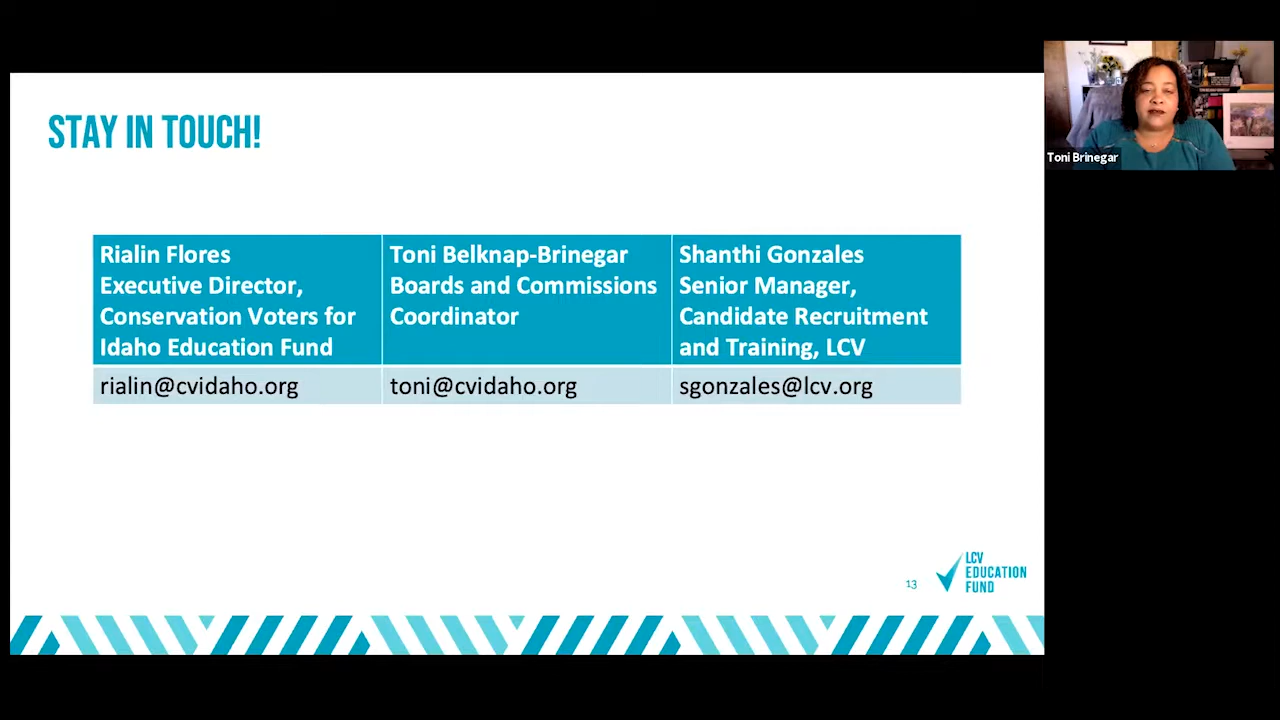 STAY IN TOUCH!
Toni Brinegar
Rialin Flores
Executive Director,
Conservation Voters for
Idaho Education Fund
Toni Belknap-Brinegar
Boards and Commissions
Coordinator
Shanthi Gonzales
Senior Manager,
Candidate Recruitment
and Training, LCV
rialin@cvidaho.org
toni@cvidaho.org
sgonzales@lcv.org
13
LCV
EDUCATION
FUND